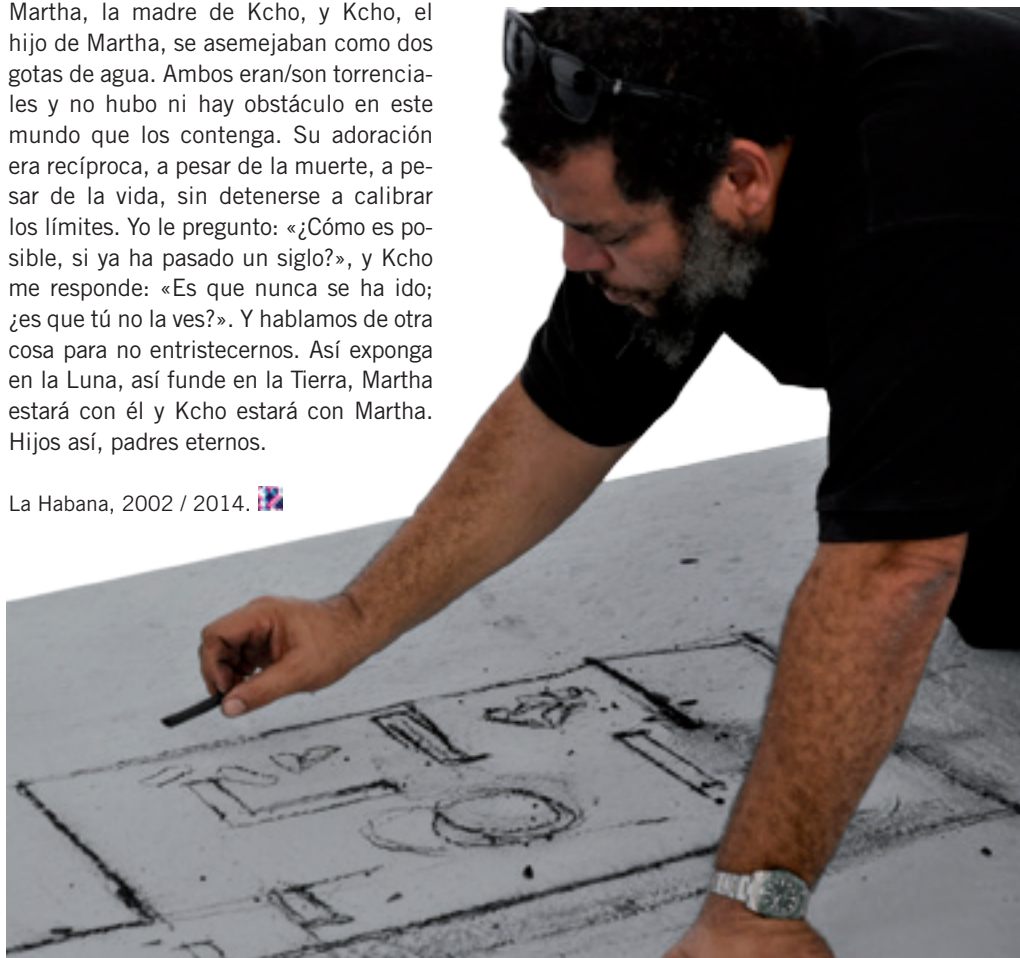 Martha, la madre de Kcho, y Kcho, el
hijo de Martha, se asemejaban como dos
gotas de agua. Ambos eran/son torrencia-
les y no hubo ni hay obstáculo en este
mundo que los contenga. Su adoración
era recíproca, a pesar de la muerte, a pe-
sar de la vida, sin detenerse a calibrar
los límites. Yo le pregunto: «¿Cómo es po-
sible, si ya ha pasado un siglo?», y Kcho
me responde: «Es que nunca se ha ido;
¿es que tú no la ves?». Y hablamos de otra
cosa para no entristecernos. Así exponga
en la Luna, así funde en la Tierra, Martha
estará con él y Kcho estará con Martha.
Hijos así, padres eternos.
La Habana, 2002 / 2014.